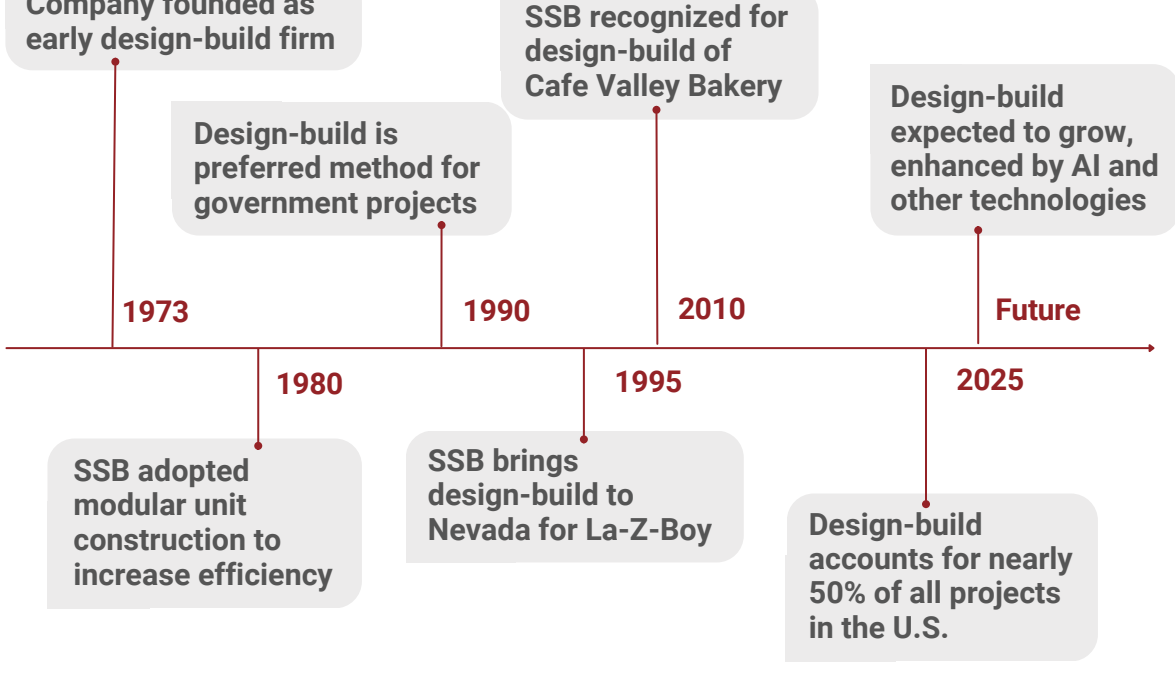 Company founded as
early design-build firm
1973
SSB adopted
modular unit
construction to
increase efficiency
1980
Design-build is
preferred method for
government projects
1990
SSB brings
design-build to
Nevada for La-Z-Boy
1995
SSB recognized for
design-build of
Cafe Valley Bakery
2010
Design-build
accounts for nearly
50% of all projects
in the U.S.
2025
Design-build
expected to grow,
enhanced by AI and
other technologies
Future